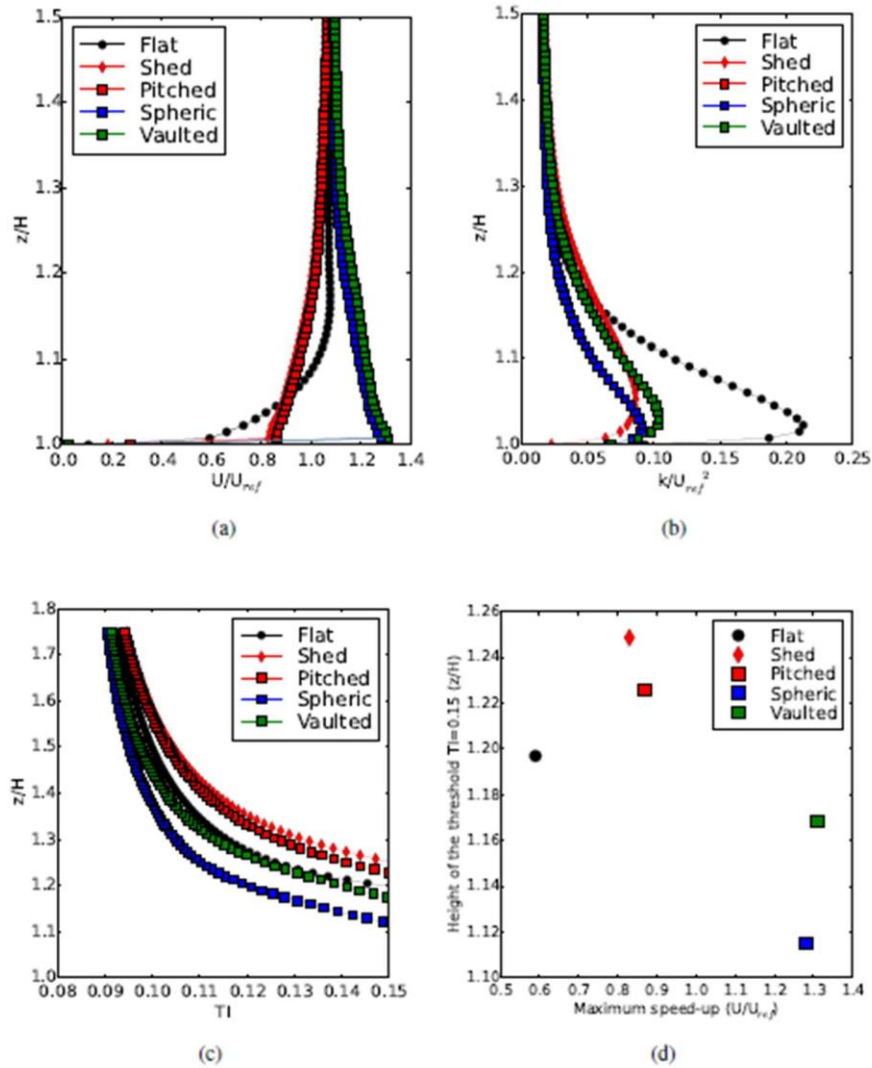 1.5
1.4
1.3
1.2
1.1
1.0
z/H
Flat
Shed
Pitched
Spheric
Vaulted
0.0 0.2 0.4 0.6 0.8 1.0 1.2 1.4
U/U_ref
(a)
1.5
1.4
1.3
1.2
1.1
1.0
z/H
Flat
Shed
Pitched
Spheric
Vaulted
0.00 0.05 0.10 0.15 0.20 0.25
k/U_ref²
(b)
1.8
1.7
1.6
1.5
1.4
1.3
1.2
1.1
1.0
z/H
Flat
Shed
Pitched
Spheric
Vaulted
0.08 0.09 0.10 0.11 0.12 0.13 0.14 0.15
TI
(c)
1.26
1.24
1.22
1.20
1.18
1.16
1.14
1.12
1.10
Height of the threshold TI=0.15 (z/H)
Flat
Shed
Pitched
Spheric
Vaulted
0.5 0.6 0.7 0.8 0.9 1.0 1.1 1.2 1.3 1.4
Maximum speed-up (U/U_ref)
(d)